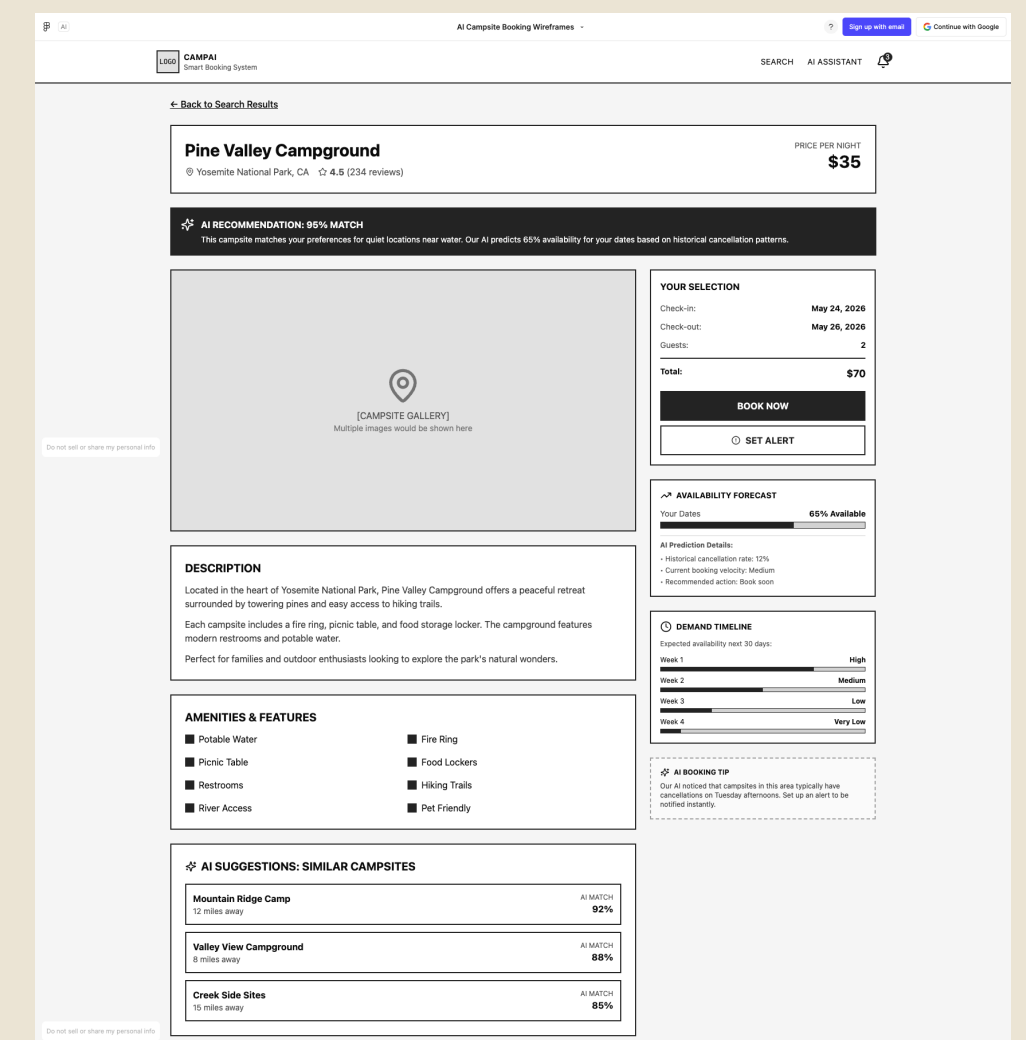 AI
AI Campsite Booking Wireframes
?
Sign up with email
Continue with Google
LOGO
CAMPAI
Smart Booking System
SEARCH
AI ASSISTANT
3
← Back to Search Results
Pine Valley Campground
Yosemite National Park, CA 4.5 (234 reviews)
PRICE PER NIGHT
$35
AI RECOMMENDATION: 95% MATCH
This campsite matches your preferences for quiet locations near water. Our AI predicts 65% availability for your dates based on historical cancellation patterns.
[CAMPSITE GALLERY]
Multiple images would be shown here
Do not sell or share my personal info
DESCRIPTION
Located in the heart of Yosemite National Park, Pine Valley Campground offers a peaceful retreat
surrounded by towering pines and easy access to hiking trails.
Each campsite includes a fire ring, picnic table, and food storage locker. The campground features
modern restrooms and potable water.
Perfect for families and outdoor enthusiasts looking to explore the park's natural wonders.
AMENITIES & FEATURES
Potable Water
Fire Ring
Picnic Table
Food Lockers
Restrooms
Hiking Trails
River Access
Pet Friendly
AI SUGGESTIONS: SIMILAR CAMPSITES
Mountain Ridge Camp
12 miles away
AI MATCH
92%
Valley View Campground
8 miles away
AI MATCH
88%
Creek Side Sites
15 miles away
AI MATCH
85%
Do not sell or share my personal info
YOUR SELECTION
Check-in: May 24, 2026
Check-out: May 26, 2026
Guests: 2
Total: $70
BOOK NOW
SET ALERT
AVAILABILITY FORECAST
Your Dates 65% Available
AI Prediction Details:
• Historical cancellation rate: 12%
• Current booking velocity: Medium
• Recommended action: Book soon
DEMAND TIMELINE
Expected availability next 30 days:
Week 1 High
Week 2 Medium
Week 3 Low
Week 4 Very Low
AI BOOKING TIP
Our AI noticed that campsites in this area typically have
cancellations on Tuesday afternoons. Set up an alert to be
notified instantly.